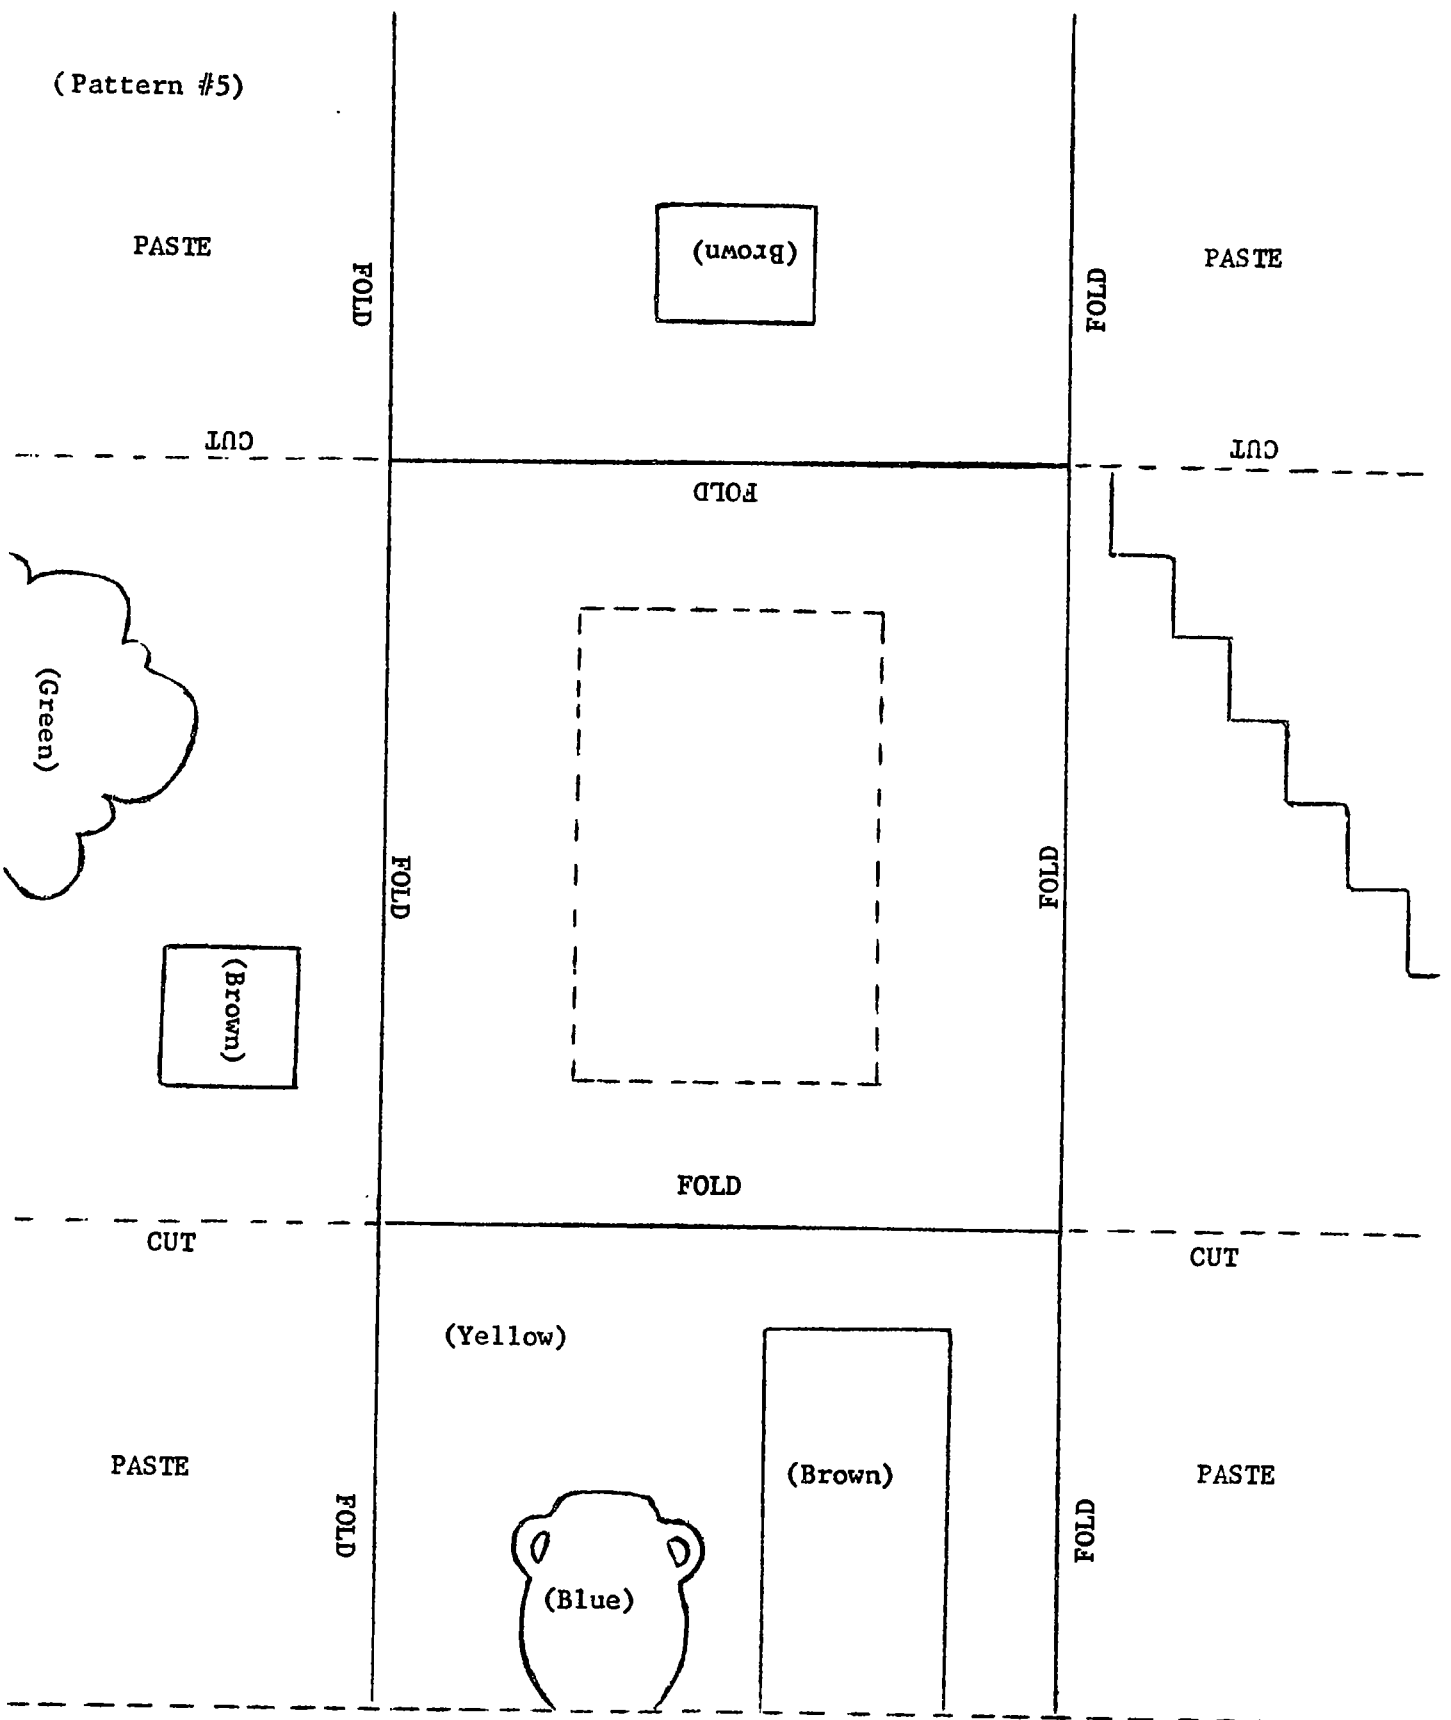 (Pattern #5)
PASTE
FOLD
(Brown)
FOLD
PASTE
CUT
CUT
FOLD
(Green)
FOLD
FOLD
(Brown)
FOLD
CUT
CUT
(Yellow)
PASTE
FOLD
(Brown)
FOLD
PASTE
(Blue)